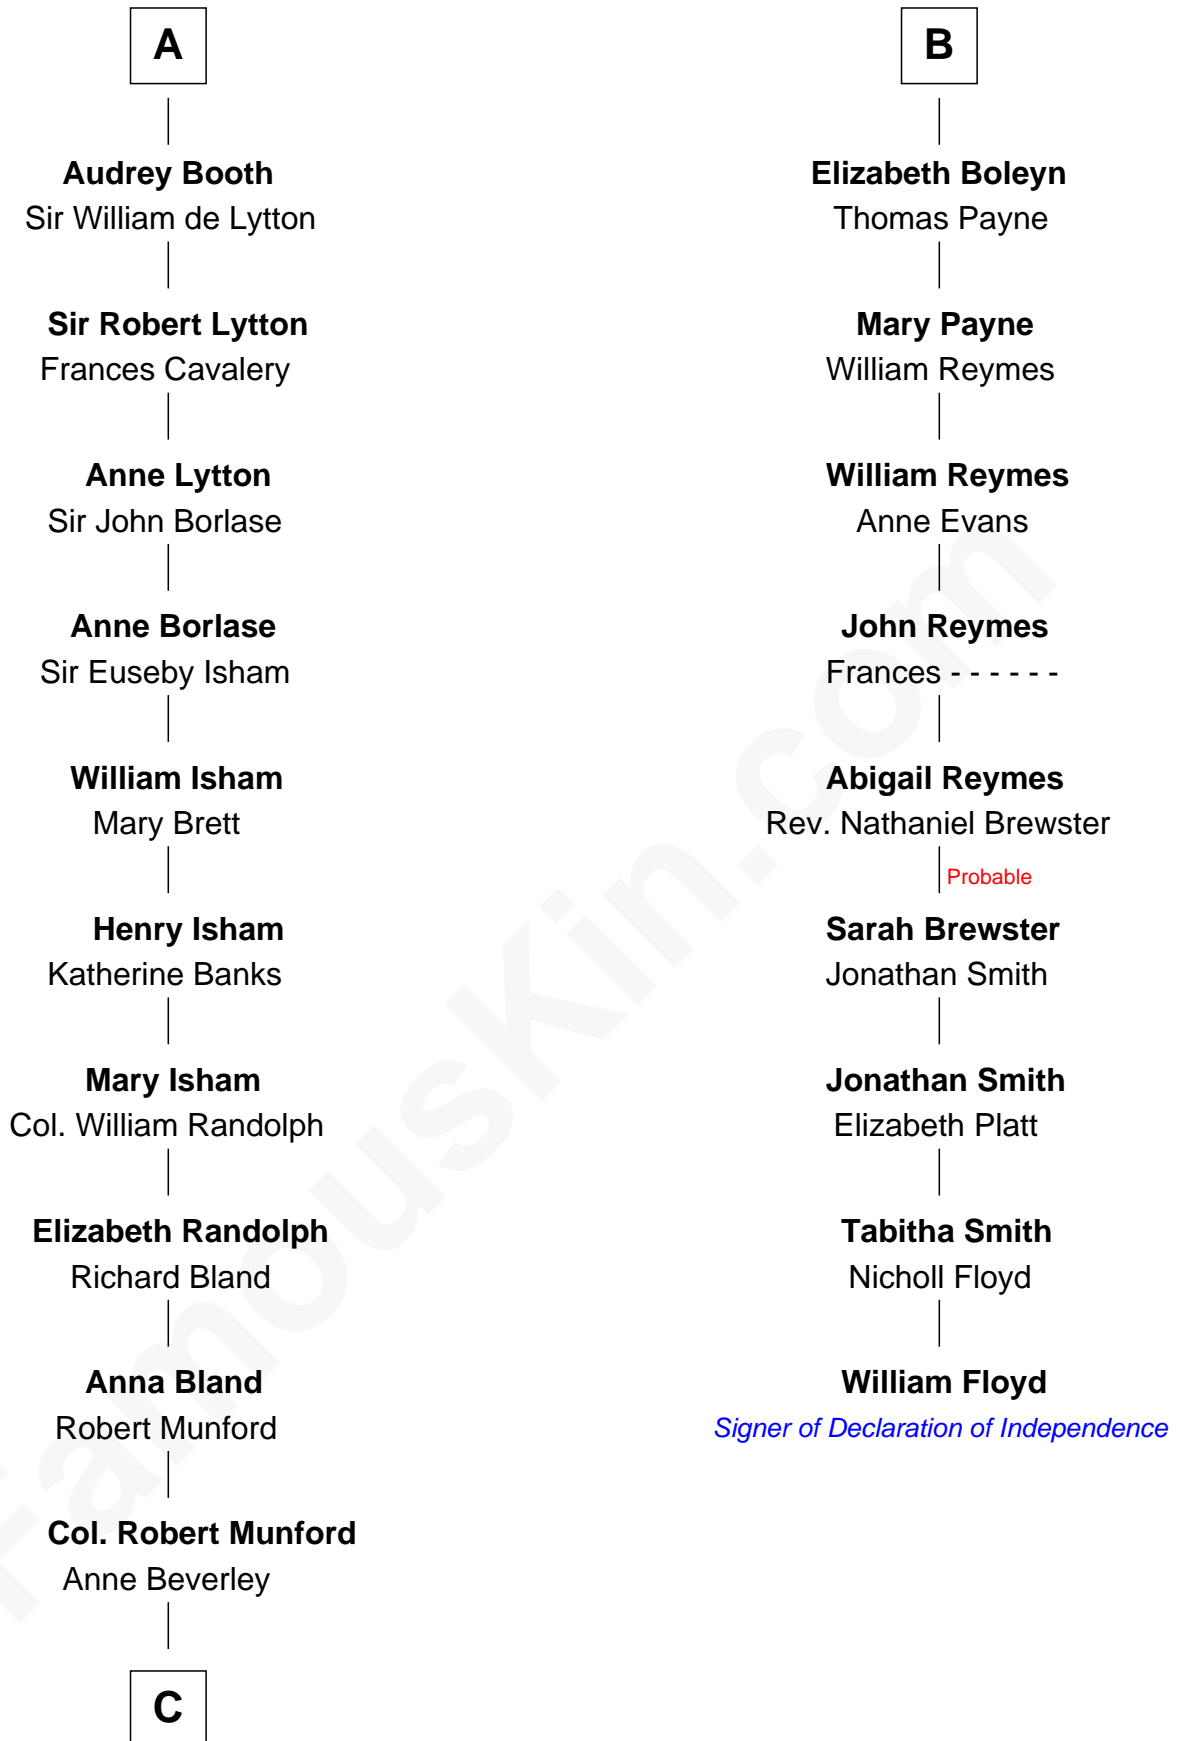 A
Audrey Booth
Sir William de Lytton
Sir Robert Lytton
Frances Cavalery
Anne Lytton
Sir John Borlase
Anne Borlase
Sir Euseby Isham
William Isham
Mary Brett
Henry Isham
Katherine Banks
Mary Isham
Col. William Randolph
Elizabeth Randolph
Richard Bland
Anna Bland
Robert Munford
Col. Robert Munford
Anne Beverley
C
B
Elizabeth Boleyn
Thomas Payne
Mary Payne
William Reymes
William Reymes
Anne Evans
John Reymes
Frances - - - - - -
Abigail Reymes
Rev. Nathaniel Brewster
Probable
Sarah Brewster
Jonathan Smith
Jonathan Smith
Elizabeth Platt
Tabitha Smith
Nicholl Floyd
William Floyd
Signer of Declaration of Independence
FamousKin.com